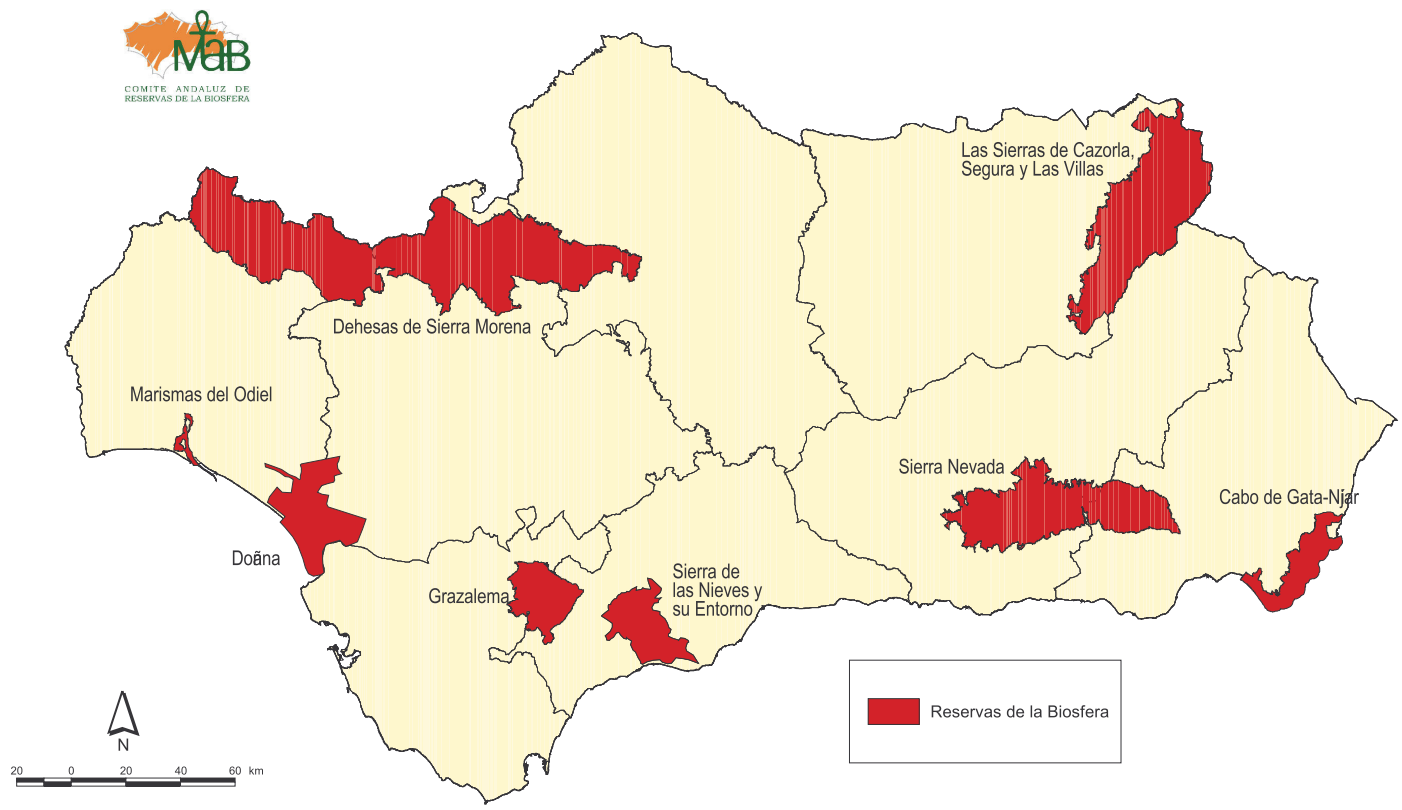 MaB
COMITE ANDALUZ DE
RESERVAS DE LA BIOSFERA
Las Sierras de Cazorla,
Segura y Las Villas
Dehesas de Sierra Morena
Marismas del Odiel
Sierra Nevada
Cabo de Gata-Njar
Doñana
Grazalema
Sierra de
las Nieves y
su Entorno
Reservas de la Biosfera
N
20 0 20 40 60 km